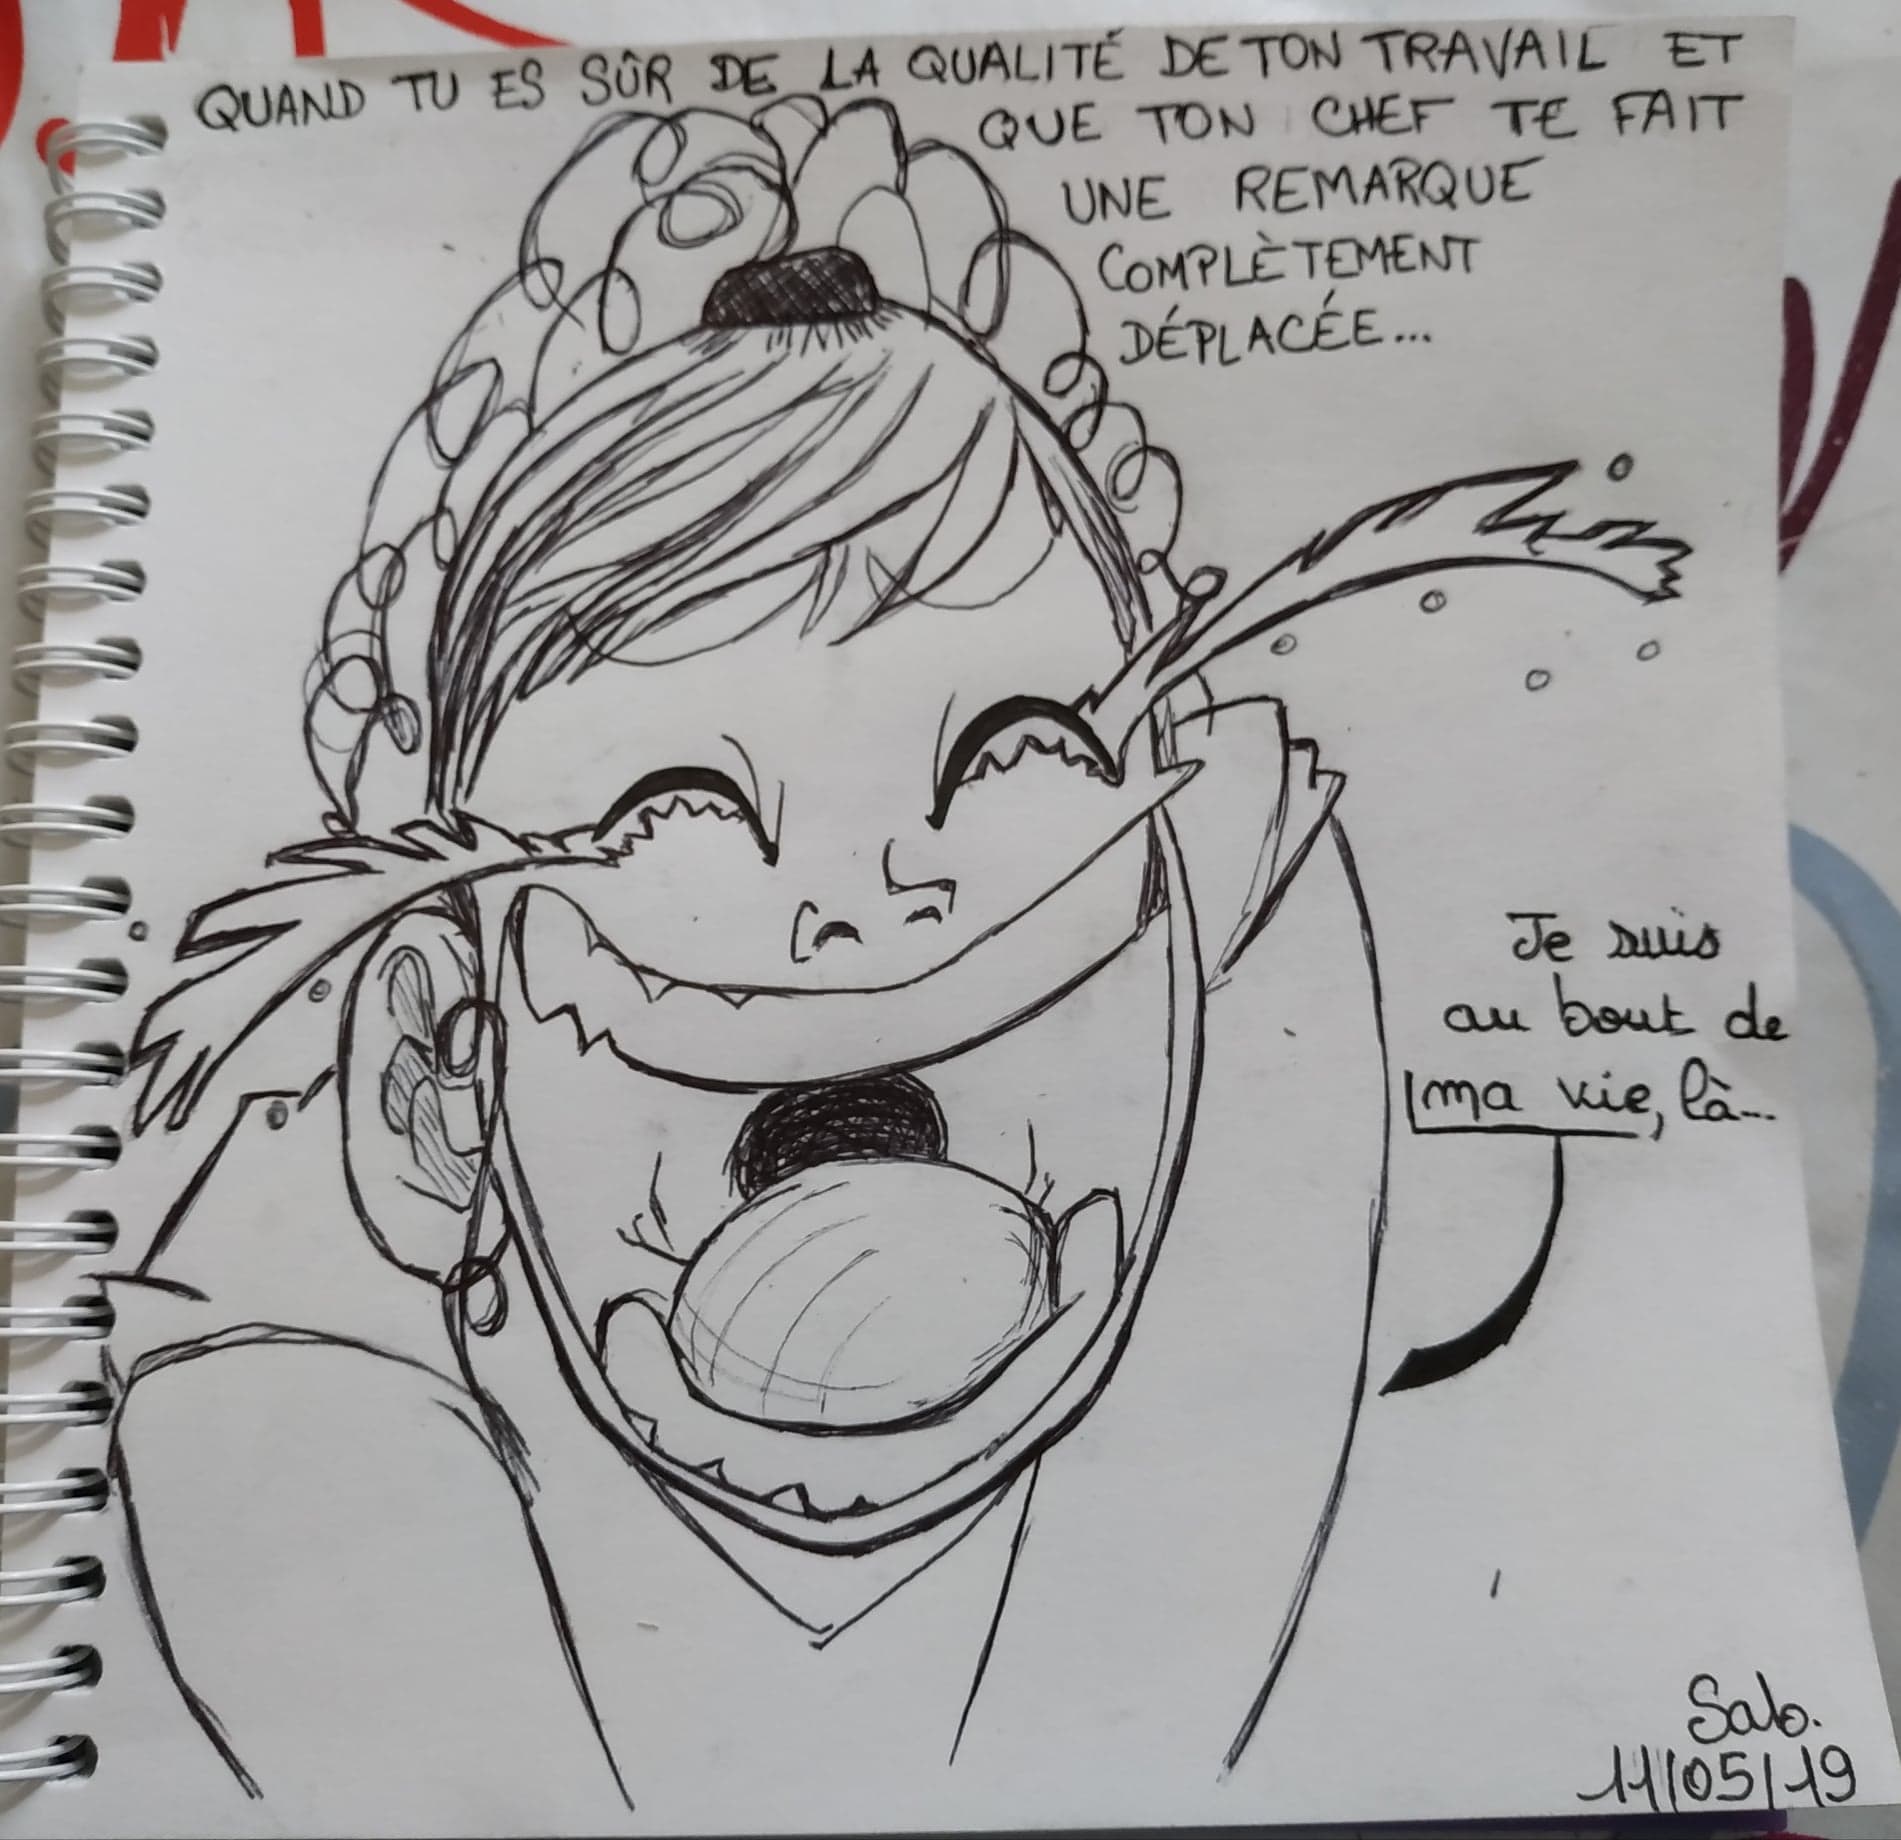 QUAND TU ES SÛR DE LA QUALITÉ DE TON TRAVAIL ET
QUE TON CHEF TE FAIT
UNE REMARQUE
COMPLÈTEMENT
DÉPLACÉE...
Je suis
au bout de
ma vie, là...
Sab.
11/05/19